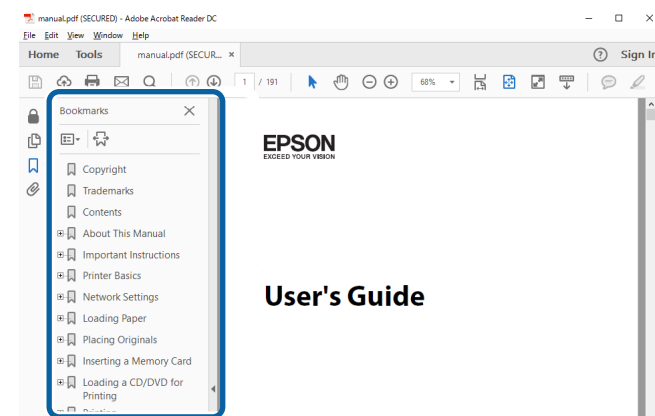 manual.pdf (SECURED) - Adobe Acrobat Reader DC
File Edit View Window Help
Home Tools manual.pdf (SECUR... × ? Sign In
1 / 191 68%
Bookmarks
EPSON
EXCEED YOUR VISION
Copyright
Trademarks
Contents
About This Manual
Important Instructions
Printer Basics
Network Settings
User's Guide
Loading Paper
Placing Originals
Inserting a Memory Card
Loading a CD/DVD for
Printing